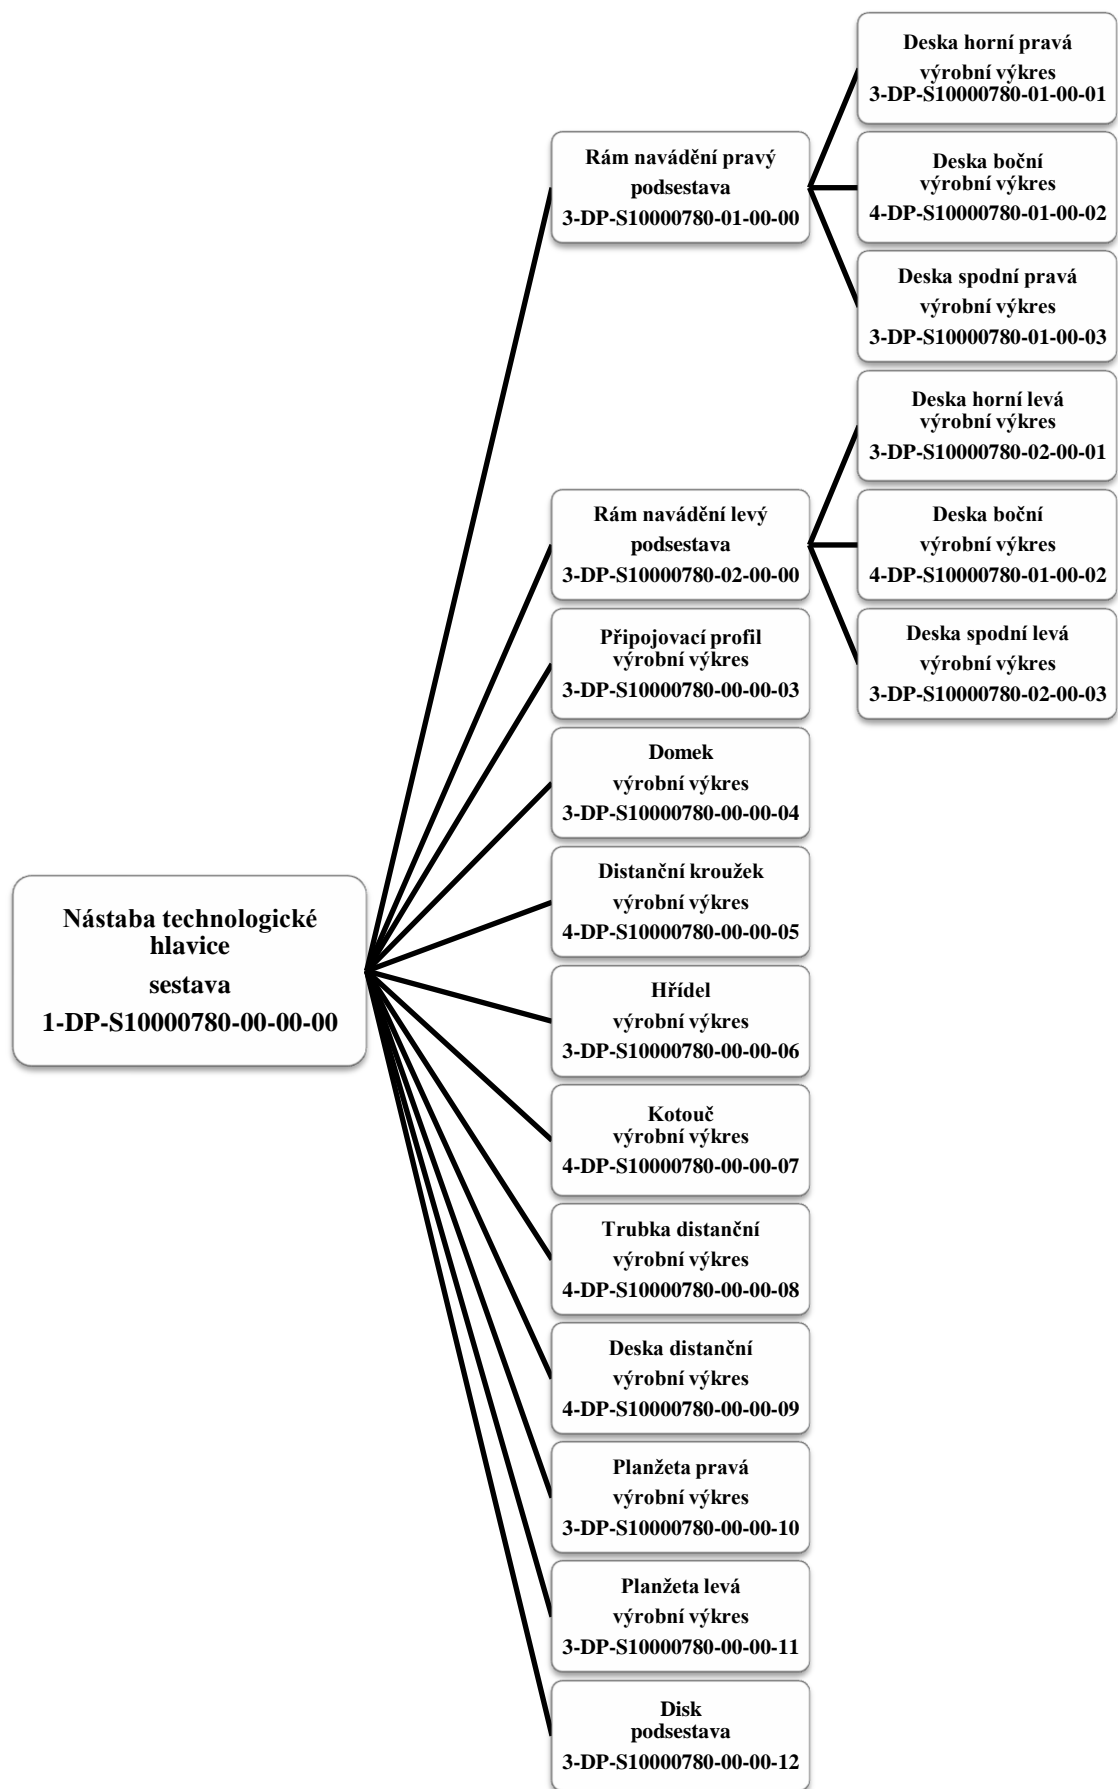 Nástaba technologické
hlavice
sestava
1-DP-S10000780-00-00-00
Rám navádění pravý
podsestava
3-DP-S10000780-01-00-00
Deska horní pravá
výrobní výkres
3-DP-S10000780-01-00-01
Deska boční
výrobní výkres
4-DP-S10000780-01-00-02
Deska spodní pravá
výrobní výkres
3-DP-S10000780-01-00-03
Rám navádění levý
podsestava
3-DP-S10000780-02-00-00
Deska horní levá
výrobní výkres
3-DP-S10000780-02-00-01
Deska boční
výrobní výkres
4-DP-S10000780-01-00-02
Deska spodní levá
výrobní výkres
3-DP-S10000780-02-00-03
Připojovací profil
výrobní výkres
3-DP-S10000780-00-00-03
Domek
výrobní výkres
3-DP-S10000780-00-00-04
Distanční kroužek
výrobní výkres
4-DP-S10000780-00-00-05
Hřídel
výrobní výkres
3-DP-S10000780-00-00-06
Kotouč
výrobní výkres
4-DP-S10000780-00-00-07
Trubka distanční
výrobní výkres
4-DP-S10000780-00-00-08
Deska distanční
výrobní výkres
4-DP-S10000780-00-00-09
Planžeta pravá
výrobní výkres
3-DP-S10000780-00-00-10
Planžeta levá
výrobní výkres
3-DP-S10000780-00-00-11
Disk
podsestava
3-DP-S10000780-00-00-12